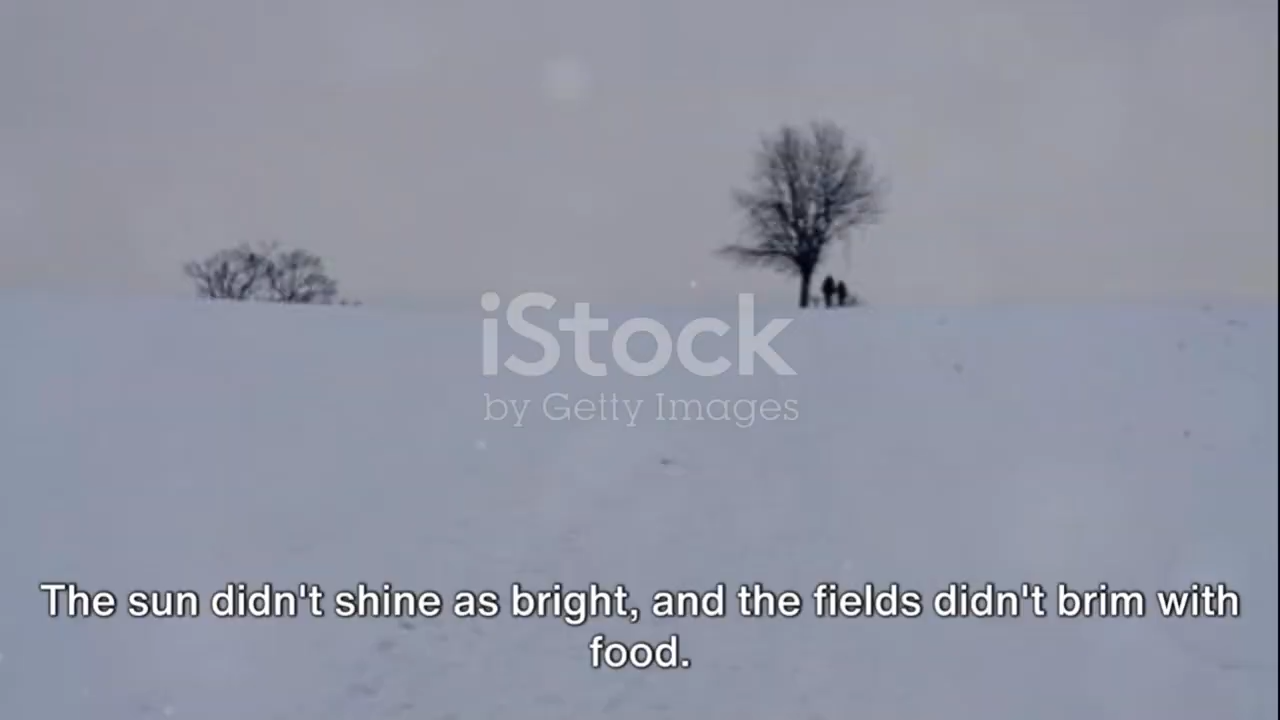 iStock
by Getty Images
The sun didn't shine as bright, and the fields didn't brim with
food.